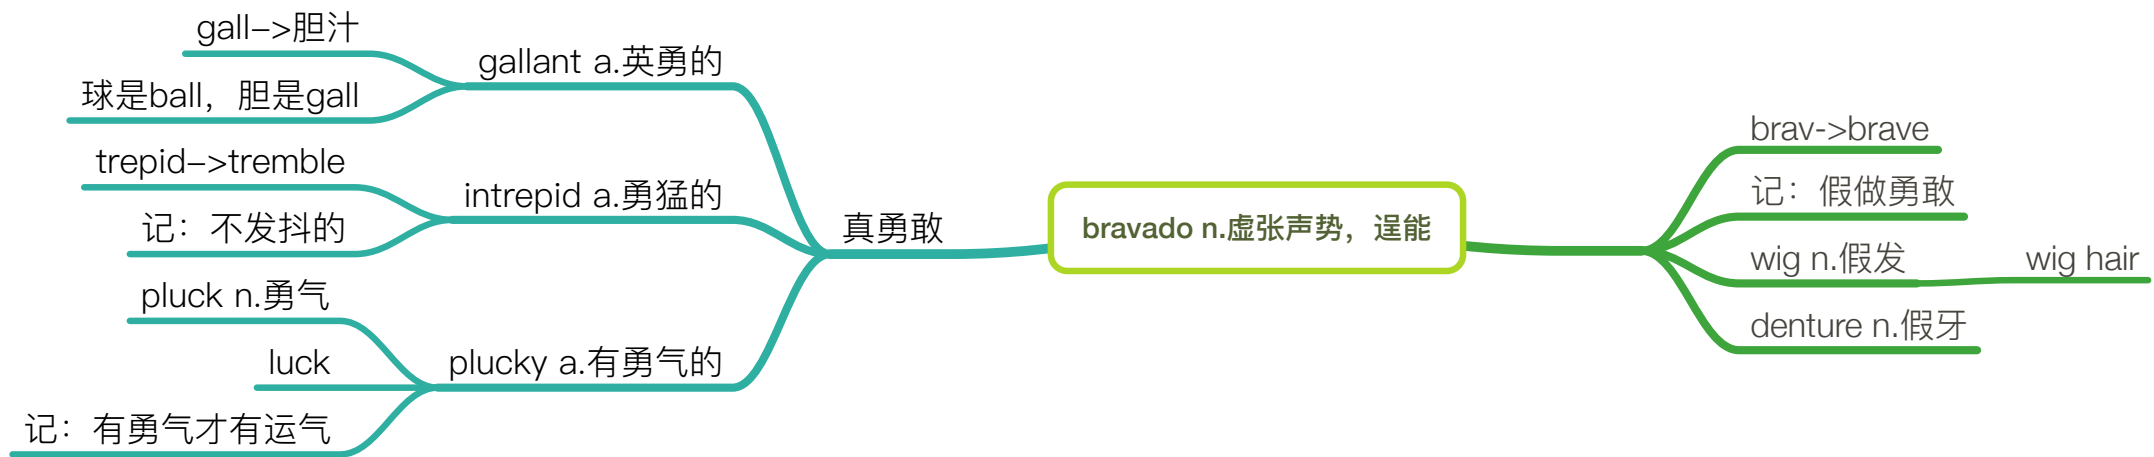 gall–>胆汁
球是ball，胆是gall
gallant a.英勇的
trepid–>tremble
记：不发抖的
intrepid a.勇猛的
pluck n.勇气
luck
记：有勇气才有运气
plucky a.有勇气的
真勇敢
bravado n.虚张声势，逞能
brav->brave
记：假做勇敢
wig n.假发
wig hair
denture n.假牙